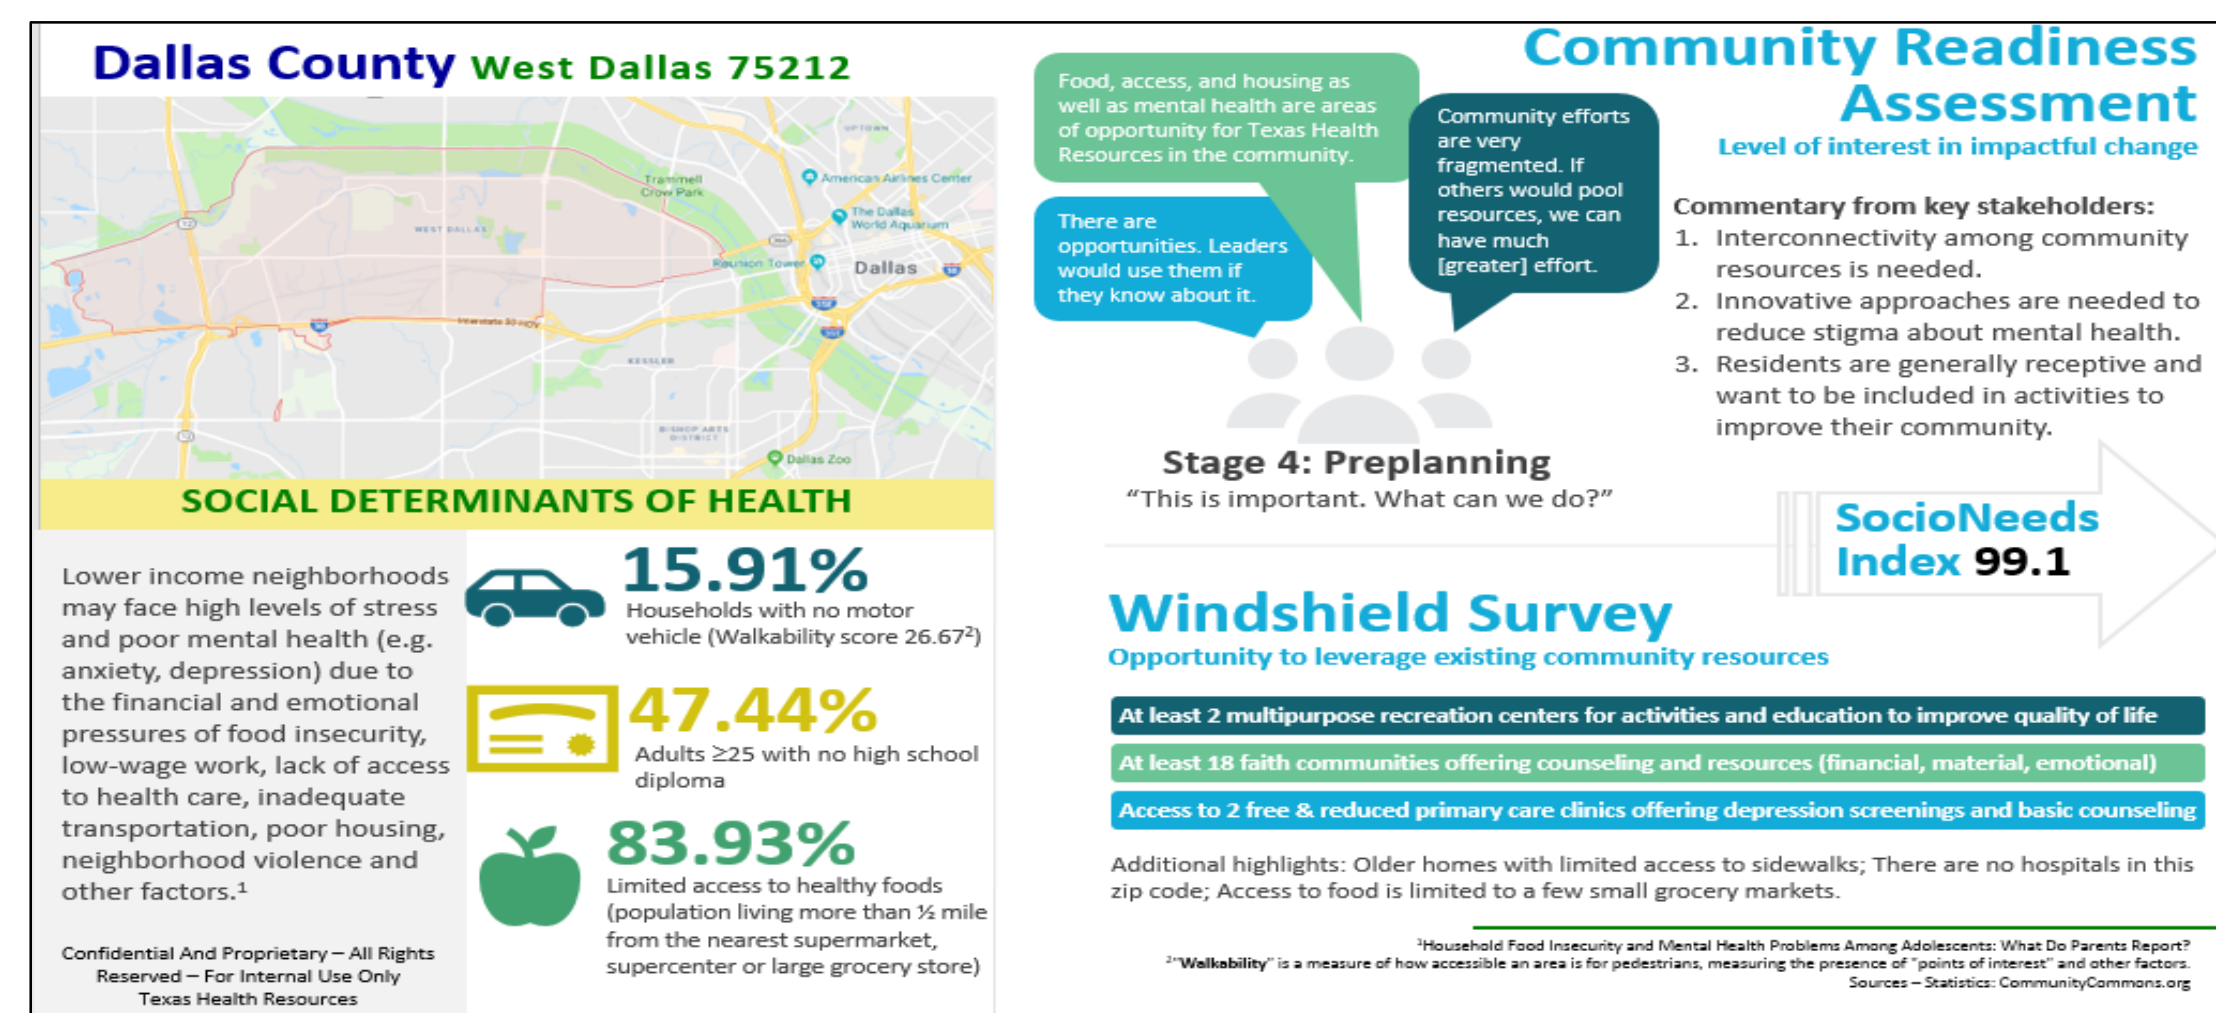 Dallas County West Dallas 75212
UPTOWN
Trammell
Crow Park
American Airlines Center
The Dallas
World Aquarium
WEST DALLAS
Reunion Tower
Dallas
Interstate 30 HOV
KESSLER
BISHOP ARTS
DISTRICT
Dallas Zoo
SOCIAL DETERMINANTS OF HEALTH
Lower income neighborhoods
may face high levels of stress
and poor mental health (e.g.
anxiety, depression) due to
the financial and emotional
pressures of food insecurity,
low-wage work, lack of access
to health care, inadequate
transportation, poor housing,
neighborhood violence and
other factors.¹
Confidential And Proprietary – All Rights
Reserved – For Internal Use Only
Texas Health Resources
15.91%
Households with no motor
vehicle (Walkability score 26.67²)
47.44%
Adults ≥25 with no high school
diploma
83.93%
Limited access to healthy foods
(population living more than ½ mile
from the nearest supermarket,
supercenter or large grocery store)
Food, access, and housing as
well as mental health are areas
of opportunity for Texas Health
Resources in the community.
There are
opportunities. Leaders
would use them if
they know about it.
Community efforts
are very
fragmented. If
others would pool
resources, we can
have much
[greater] effort.
Stage 4: Preplanning
“This is important. What can we do?”
Community Readiness
Assessment
Level of interest in impactful change
Commentary from key stakeholders:
1. Interconnectivity among community
resources is needed.
2. Innovative approaches are needed to
reduce stigma about mental health.
3. Residents are generally receptive and
want to be included in activities to
improve their community.
SocioNeeds
Index 99.1
Windshield Survey
Opportunity to leverage existing community resources
At least 2 multipurpose recreation centers for activities and education to improve quality of life
At least 18 faith communities offering counseling and resources (financial, material, emotional)
Access to 2 free & reduced primary care clinics offering depression screenings and basic counseling
Additional highlights: Older homes with limited access to sidewalks; There are no hospitals in this
zip code; Access to food is limited to a few small grocery markets.
¹Household Food Insecurity and Mental Health Problems Among Adolescents: What Do Parents Report?
²"Walkability" is a measure of how accessible an area is for pedestrians, measuring the presence of "points of interest" and other factors.
Sources – Statistics: CommunityCommons.org